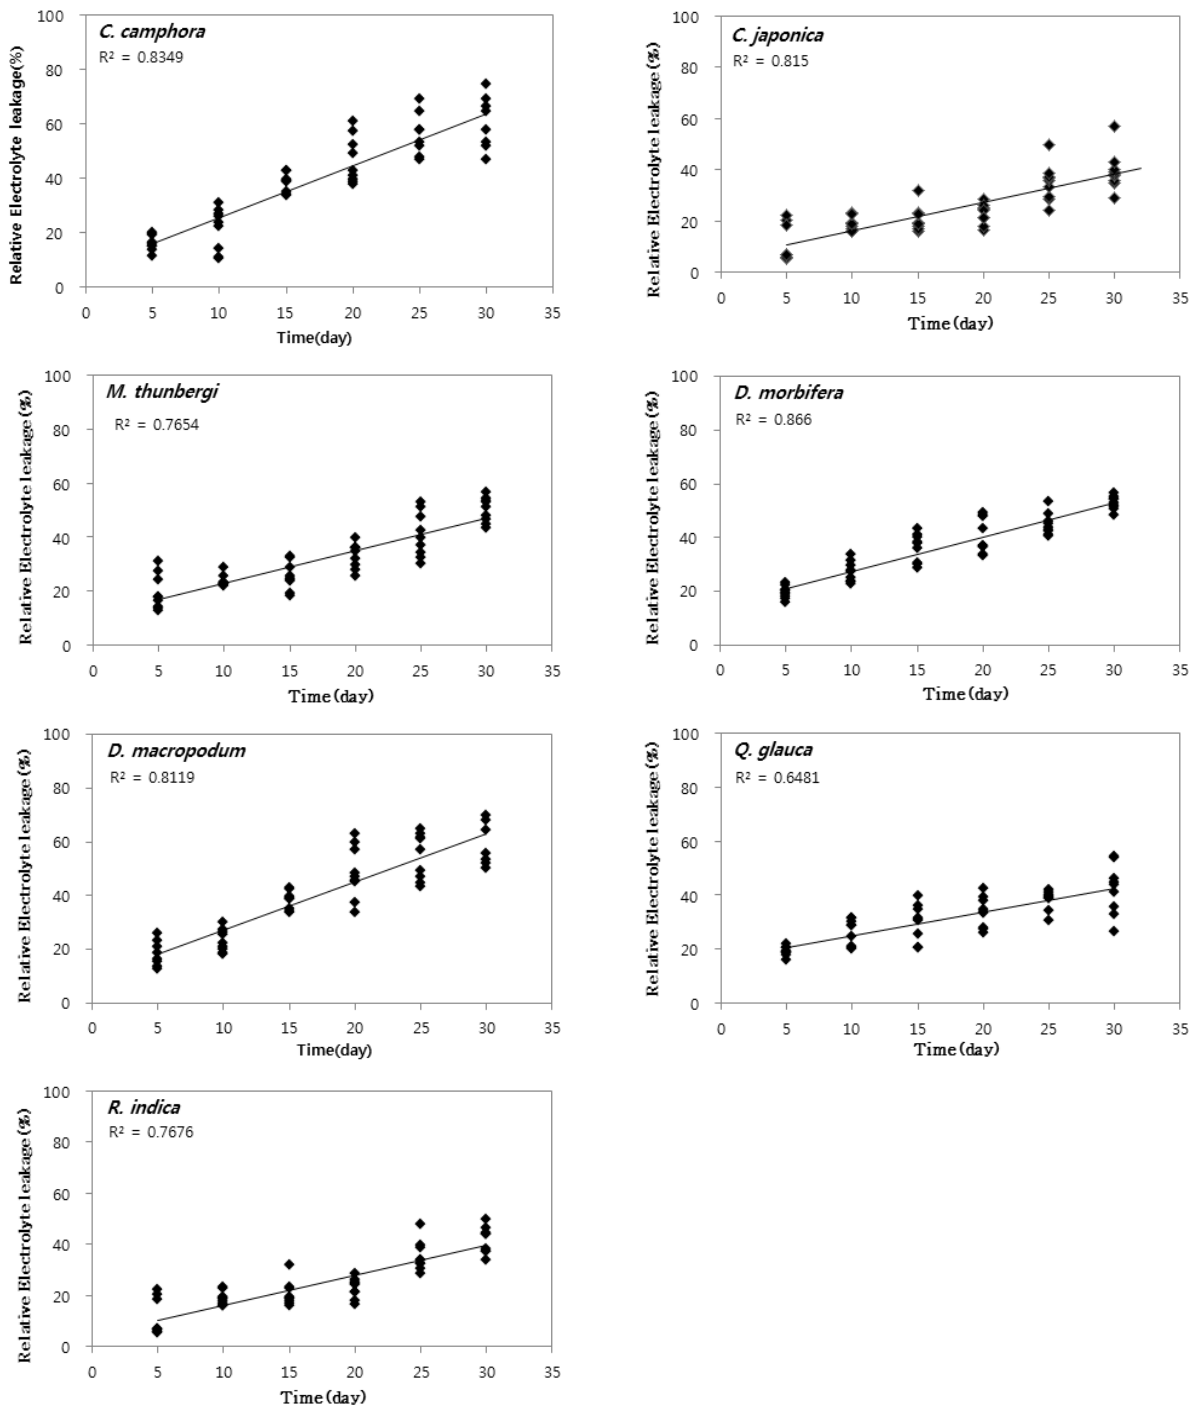 C. camphora
R² = 0.8349
Relative Electrolyte leakage(%)
100
80
60
40
20
0
0 5 10 15 20 25 30 35
Time(day)
C. japonica
R² = 0.815
Relative Electrolyte leakage(%)
100
80
60
40
20
0
0 5 10 15 20 25 30 35
Time(day)
M. thunbergi
R² = 0.7654
Relative Electrolyte leakage(%)
100
80
60
40
20
0
0 5 10 15 20 25 30 35
Time(day)
D. morbifera
R² = 0.866
Relative Electrolyte leakage(%)
100
80
60
40
20
0
0 5 10 15 20 25 30 35
Time(day)
D. macropodum
R² = 0.8119
Relative Electrolyte leakage(%)
100
80
60
40
20
0
0 5 10 15 20 25 30 35
Time(day)
Q. glauca
R² = 0.6481
Relative Electrolyte leakage(%)
100
80
60
40
20
0
0 5 10 15 20 25 30 35
Time(day)
R. indica
R² = 0.7676
Relative Electrolyte leakage(%)
100
80
60
40
20
0
0 5 10 15 20 25 30 35
Time(day)